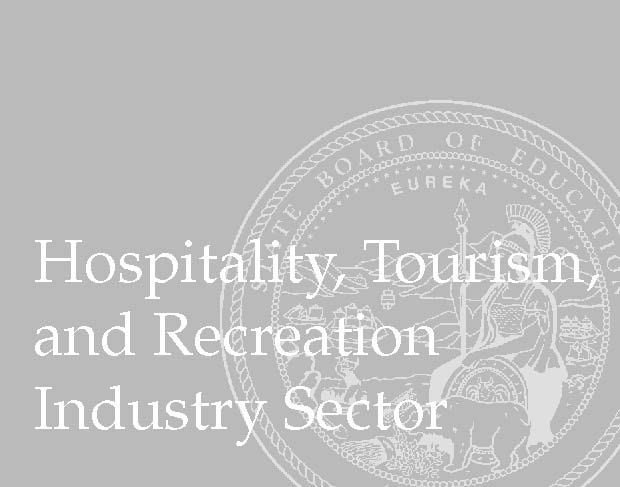 STATE BOARD OF EDUCATION
EUREKA
Hospitality, Tourism,
and Recreation
Industry Sector